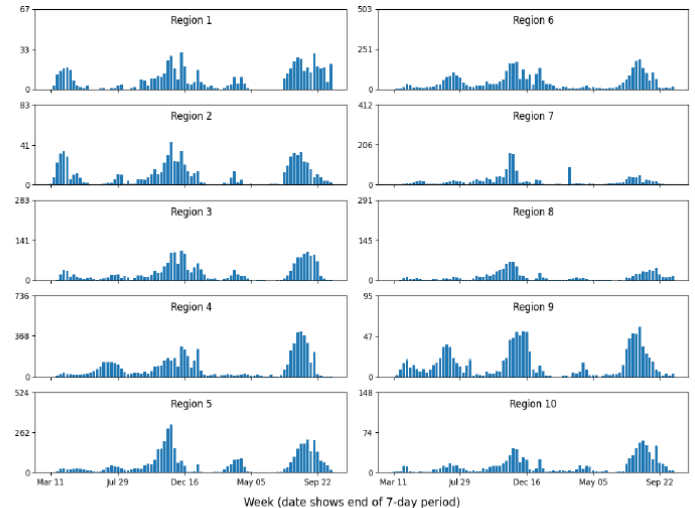 67
33
0
Region 1
503
251
0
Region 6
83
41
0
Region 2
412
206
0
Region 7
283
141
0
Region 3
291
145
0
Region 8
736
368
0
Region 4
95
47
0
Region 9
524
262
0
Region 5
148
74
0
Region 10
Mar 11 Jul 29 Dec 16 May 05 Sep 22
Mar 11 Jul 29 Dec 16 May 05 Sep 22
Week (date shows end of 7-day period)